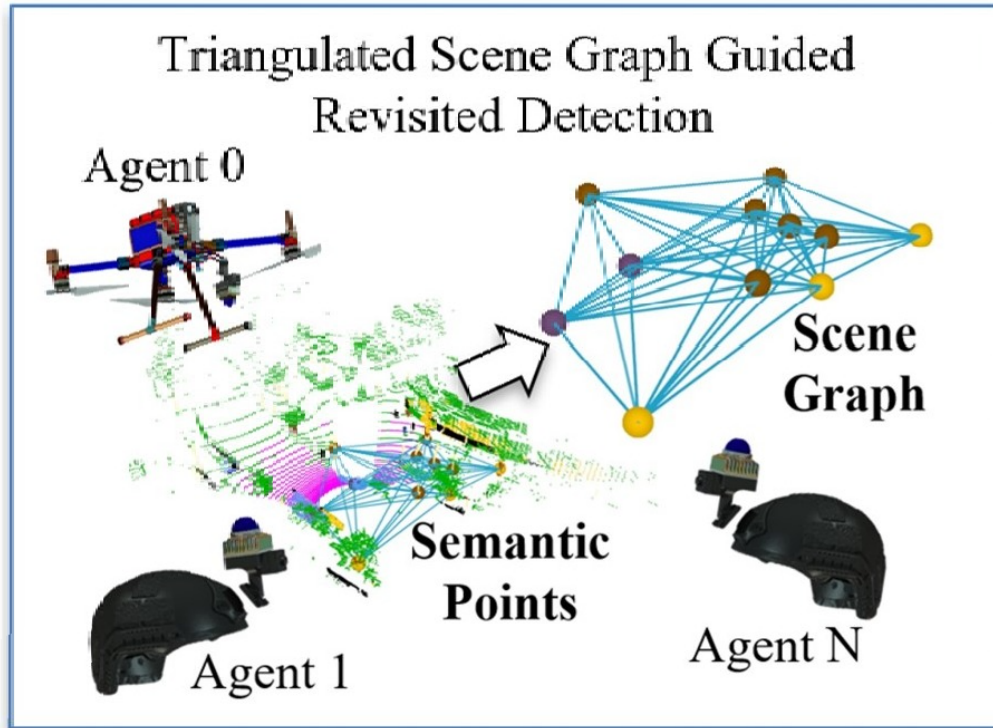 Triangulated Scene Graph Guided
Revisited Detection
Agent 0
Scene
Graph
Semantic
Points
Agent 1
Agent N